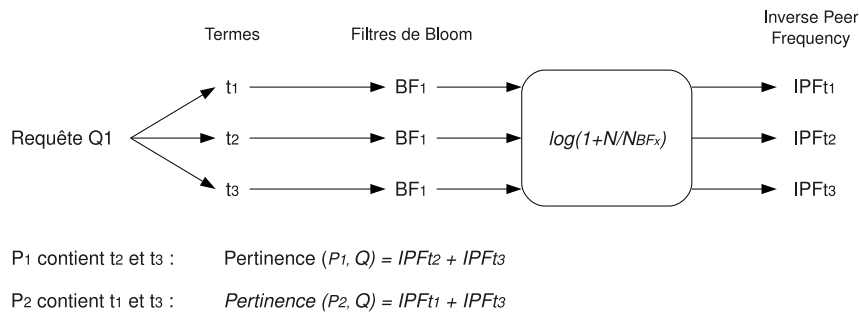 Inverse Peer
Termes Filtres de Bloom Frequency
t1 BF1 IPFt1
Requête Q1 t2 BF1 log(1+N/NBFx) IPFt2
t3 BF1 IPFt3
P1 contient t2 et t3 : Pertinence (P1, Q) = IPFt2 + IPFt3
P2 contient t1 et t3 : Pertinence (P2, Q) = IPFt1 + IPFt3